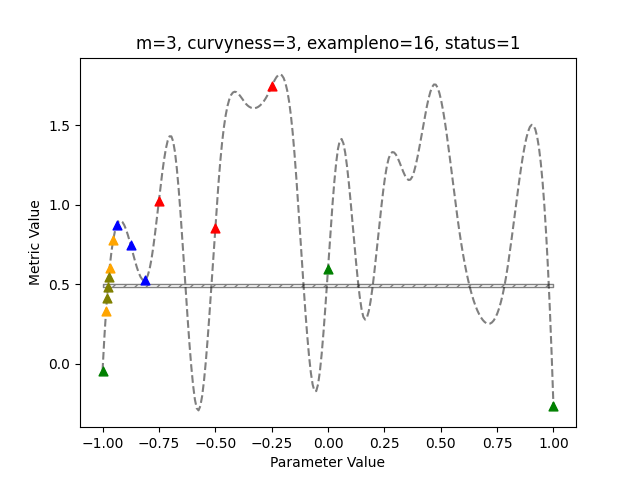 m=3, curvyness=3, exampleno=16, status=1
Metric Value
1.5
1.0
0.5
0.0
−1.00 −0.75 −0.50 −0.25 0.00 0.25 0.50 0.75 1.00
Parameter Value